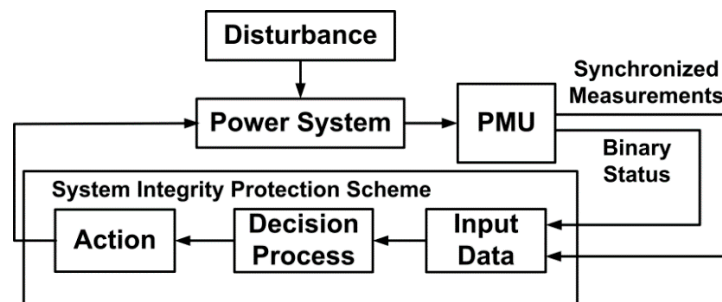 Disturbance
Synchronized
Measurements
Power System
PMU
Binary
Status
System Integrity Protection Scheme
Action
Decision
Process
Input
Data